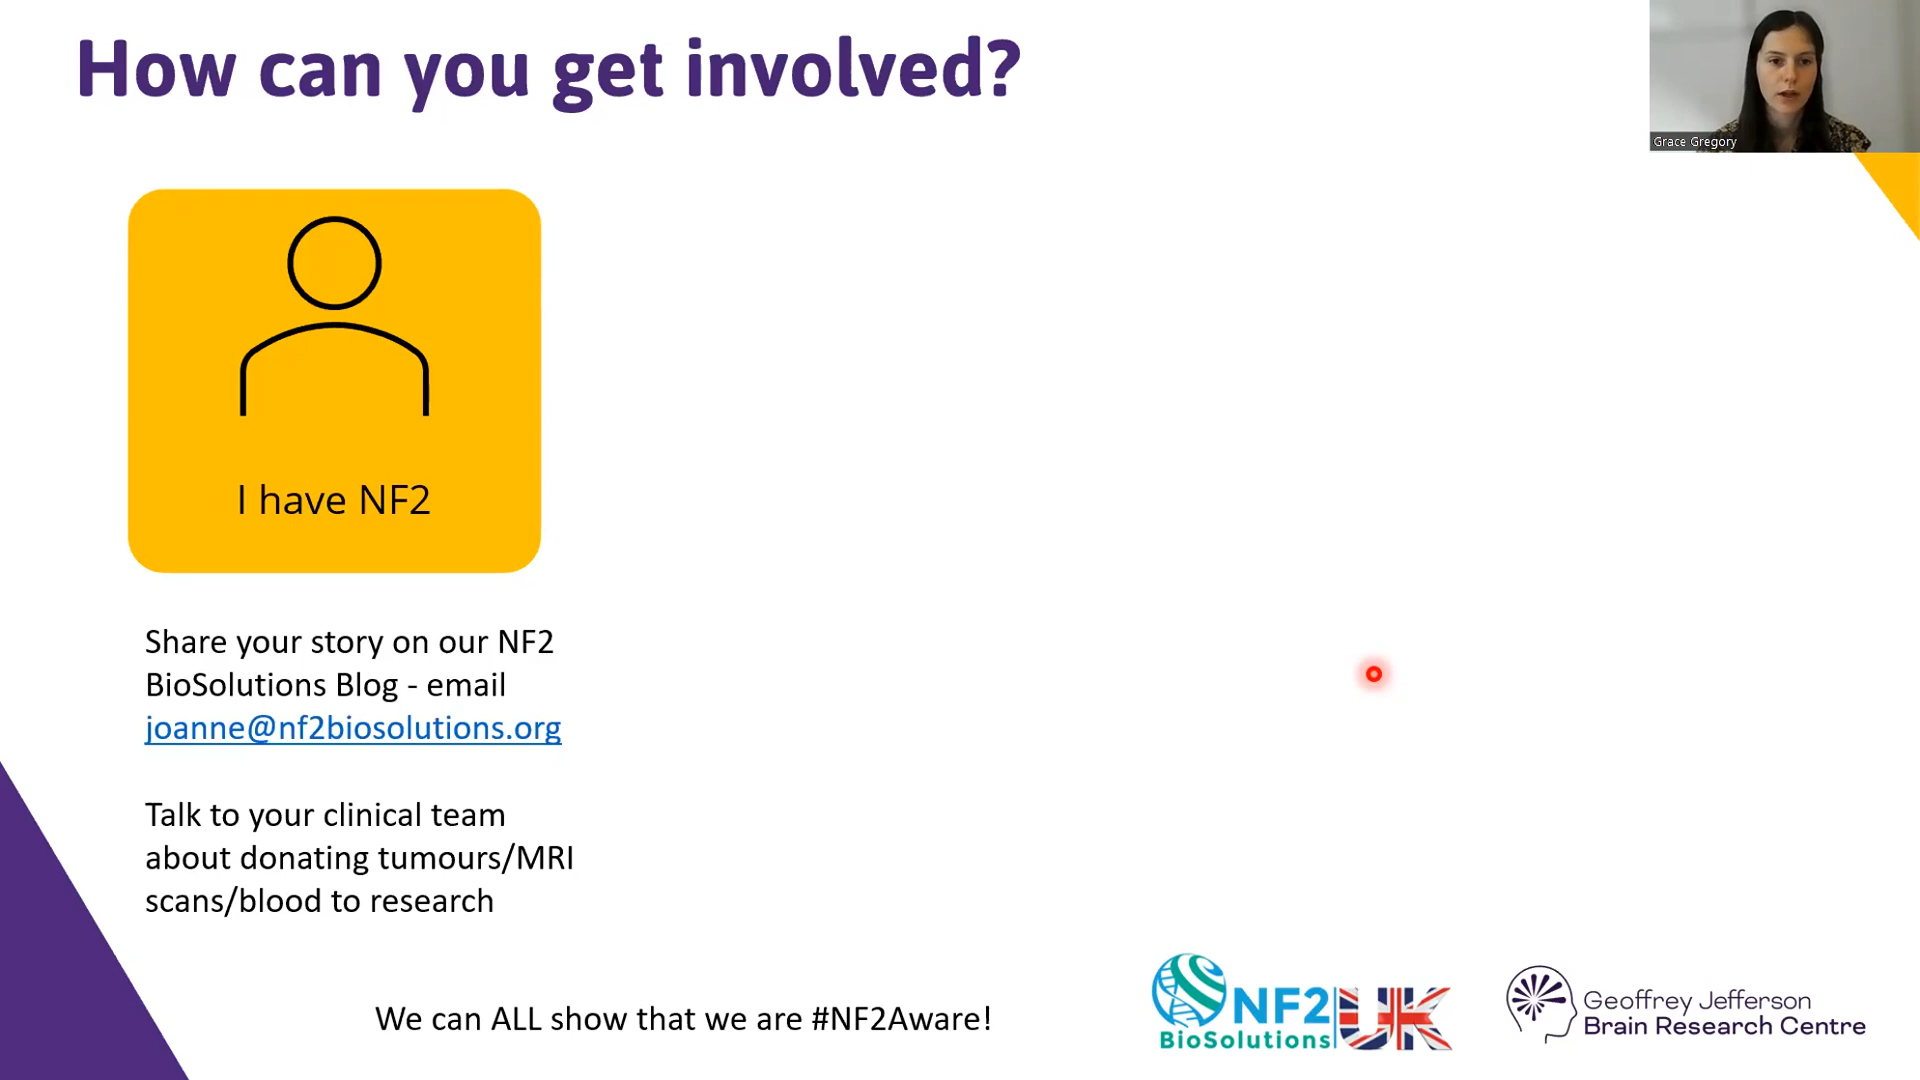 How can you get involved?
Grace Gregory
I have NF2
Share your story on our NF2
BioSolutions Blog - email
joanne@nf2biosolutions.org
Talk to your clinical team
about donating tumours/MRI
scans/blood to research
We can ALL show that we are #NF2Aware!
NF2 UK
BioSolutions
Geoffrey Jefferson
Brain Research Centre